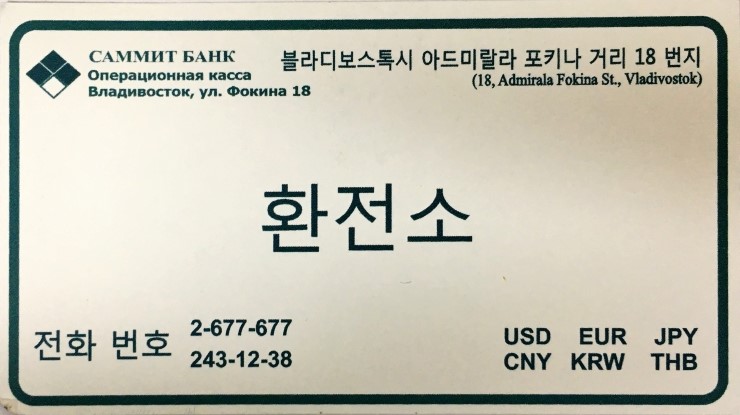 САММИТ БАНК
Операционная касса
Владивосток, ул. Фокина 18
블라디보스톡시 아드미랄라 포키나 거리 18 번지
(18, Admirala Fokina St., Vladivostok)
환전소
전화 번호
2-677-677
243-12-38
USD EUR JPY
CNY KRW THB